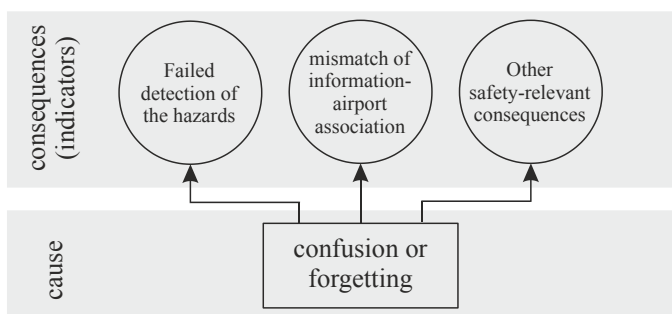 consequences
(indicators)
Failed
detection of
the hazards
mismatch of
information-
airport
association
Other
safety-relevant
consequences
cause
confusion or
forgetting